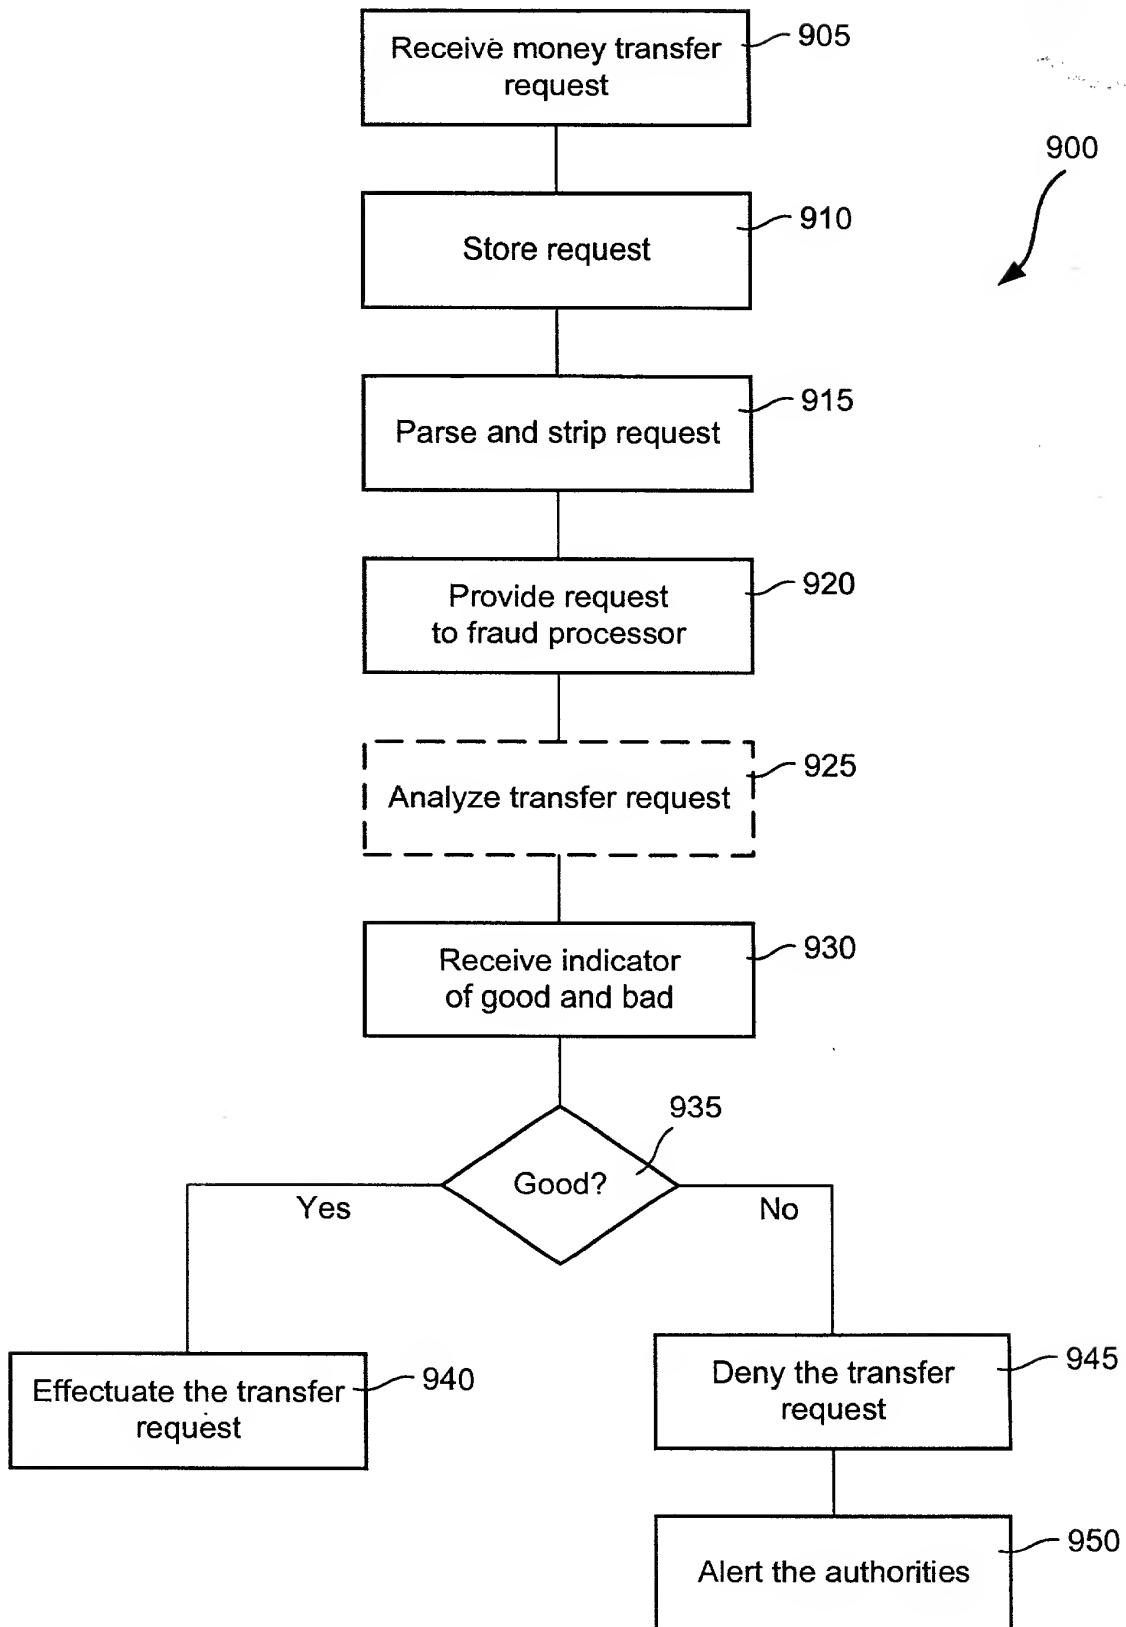 Receive money transfer
request
905
900
Store request
910
Parse and strip request
915
Provide request
to fraud processor
920
Analyze transfer request
925
Receive indicator
of good and bad
930
Good?
935
Yes
No
Effectuate the transfer
request
940
Deny the transfer
request
945
Alert the authorities
950